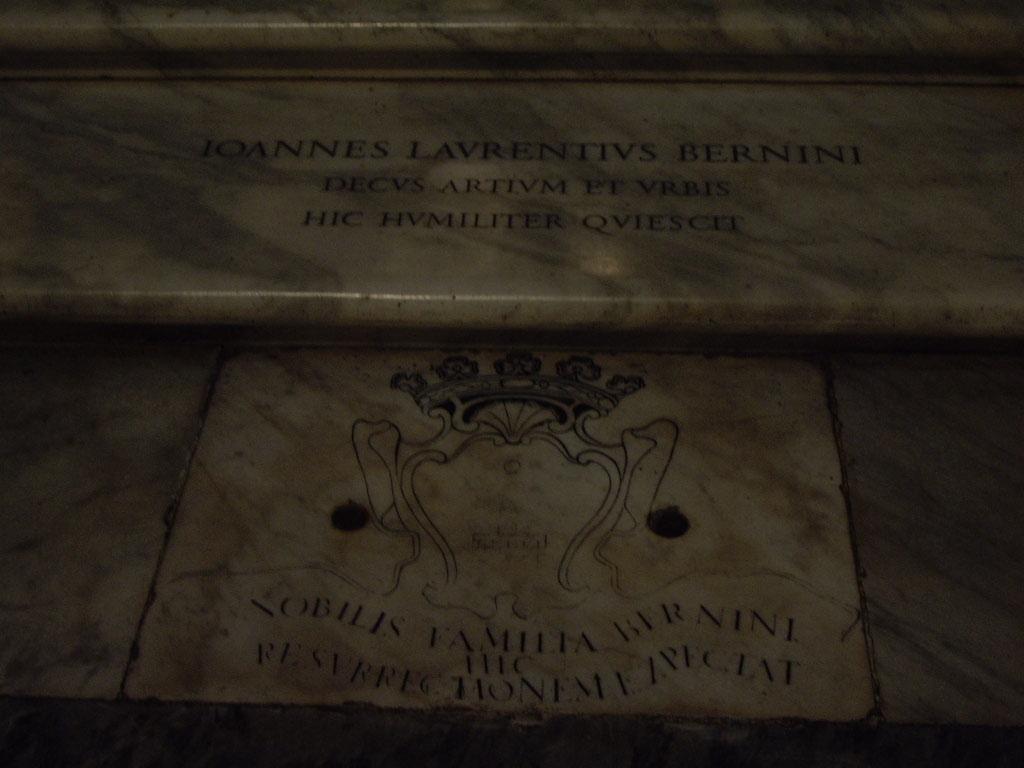 IOANNES LAVRENTIVS BERNINI
DECVS ARTIVM ET VRBIS
HIC HVMILITER QVIESCIT
NOBILIS FAMILIA BERNINI
HIC
RESVRRECTIONEM EXPECTAT